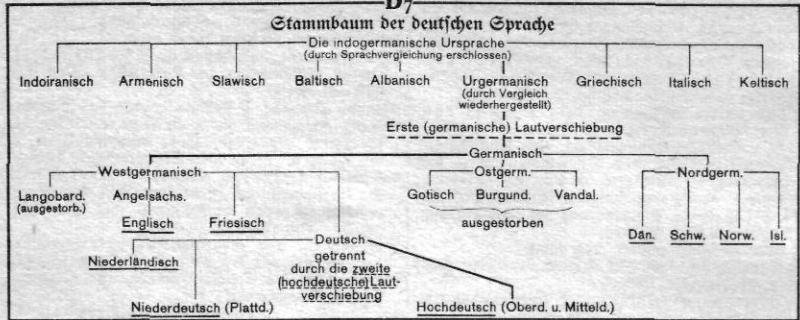 D7
Stammbaum der deutschen Sprache
Die indogermanische Ursprache
(durch Sprachvergleichung erschlossen)
Indoiranisch Armenisch Slawisch Baltisch Albanisch Urgermanisch Griechisch Italisch Keltisch
(durch Vergleich
wiederhergestellt)
Erste (germanische) Lautverschiebung
Germanisch
Westgermanisch Ostgerm. Nordgerm.
Langobard. Angelsächs. Gotisch Burgund. Vandal.
(ausgestorb.)
Englisch Friesisch ausgestorben Dän. Schw. Norw. Isl.
Deutsch
Niederländisch
getrennt
durch die zweite
(hochdeutsche) Laut-
verschiebung
Niederdeutsch (Plattd.) Hochdeutsch (Oberd. u. Mitteld.)